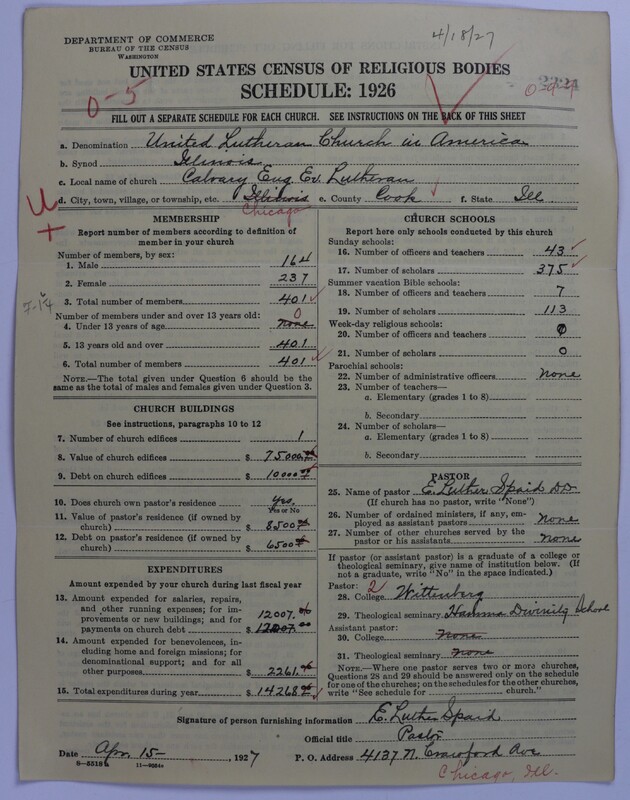 4/18/27
DEPARTMENT OF COMMERCE
BUREAU OF THE CENSUS
WASHINGTON
UNITED STATES CENSUS OF RELIGIOUS BODIES
SCHEDULE: 1926
0-5
FILL OUT A SEPARATE SCHEDULE FOR EACH CHURCH. SEE INSTRUCTIONS ON THE BACK OF THIS SHEET
a. Denomination United Lutheran Church in America
b. Synod Illinois
c. Local name of church Calvary Eng Ev. Lutheran
d. City, town, village, or township, etc. Illinois e. County Cook f. State Ill
Chicago
MEMBERSHIP
Report number of members according to definition of
member in your church
Number of members, by sex:
1. Male 164
2. Female 237
3. Total number of members 401
Number of members under and over 13 years old: 0
4. Under 13 years of age none
5. 13 years old and over 401
6. Total number of members 401
NOTE.—The total given under Question 6 should be
the same as the total of males and females given under Question 3.
CHURCH BUILDINGS
See instructions, paragraphs 10 to 12
7. Number of church edifices 1
8. Value of church edifices $ 75000.00
9. Debt on church edifices $ 10000.00
10. Does church own pastor's residence Yes.
Yes or No
11. Value of pastor's residence (if owned by
church) $ 8,500.00
12. Debt on pastor's residence (if owned by
church) $ 6500.00
EXPENDITURES
Amount expended by your church during last fiscal year
13. Amount expended for salaries, repairs,
and other running expenses; for im-
provements or new buildings; and for 12007.
payments on church debt $ 12007.00
14. Amount expended for benevolences, in-
cluding home and foreign missions; for
denominational support; and for all
other purposes $ 2261.
15. Total expenditures during year $ 14268.
CHURCH SCHOOLS
Report here only schools conducted by this church
Sunday schools:
16. Number of officers and teachers 43
17. Number of scholars 375
Summer vacation Bible schools:
18. Number of officers and teachers 7
19. Number of scholars 113
Week-day religious schools:
20. Number of officers and teachers 0
21. Number of scholars 0
Parochial schools:
22. Number of administrative officers None
23. Number of teachers—
a. Elementary (grades 1 to 8)
b. Secondary
24. Number of scholars—
a. Elementary (grades 1 to 8)
b. Secondary
PASTOR
25. Name of pastor E. Luther Spaid D.D.
(If church has no pastor, write "None")
26. Number of ordained ministers, if any, em-
ployed as assistant pastors None
27. Number of other churches served by the
pastor or his assistants None
If pastor (or assistant pastor) is a graduate of a college or
theological seminary, give name of institution below. (If
not a graduate, write "No" in the space indicated.)
Pastor: 2
28. College Wittenberg
29. Theological seminary Hamma Divinity School
Assistant pastor:
30. College None
31. Theological seminary None
NOTE.—Where one pastor serves two or more churches,
Questions 28 and 29 should be answered only on the schedule
for one of the churches; on the schedules for the other churches,
write "See schedule for church."
Signature of person furnishing information E. Luther Spaid
Official title Pastor
Date Apr. 15—, 1927 P. O. Address 4137 N. Crawford Ave
Chicago, Ill.